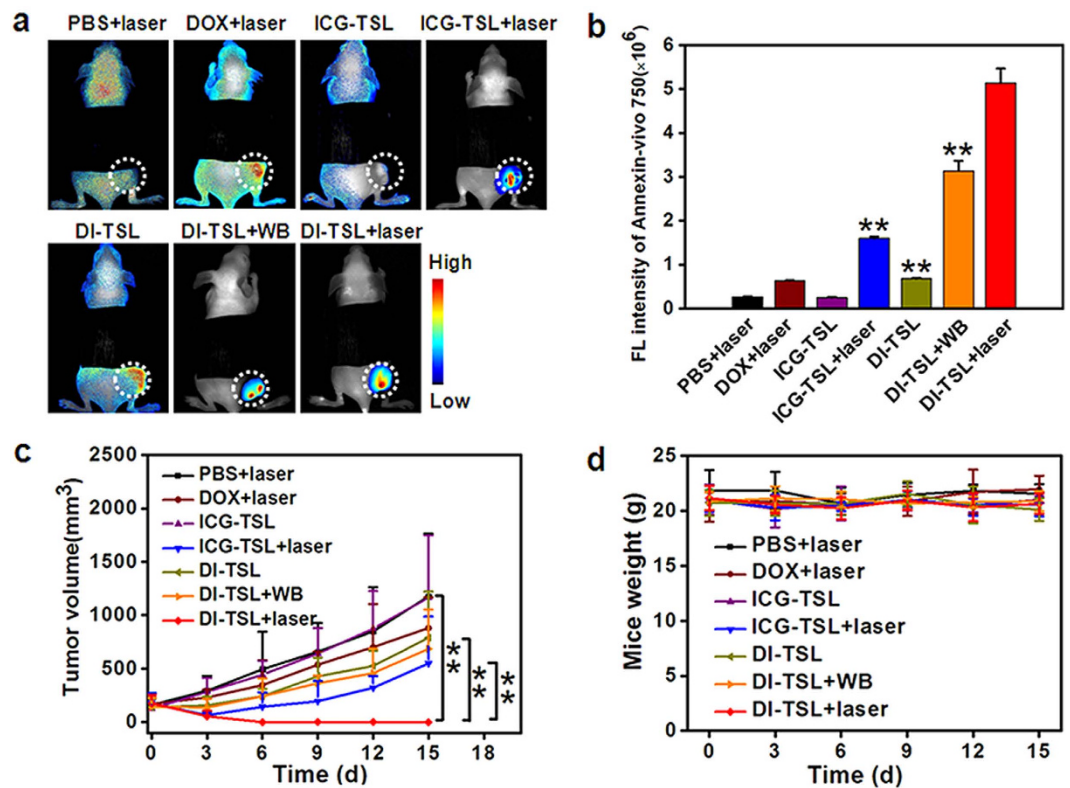 a
PBS+laser DOX+laser ICG-TSL ICG-TSL+laser
DI-TSL DI-TSL+WB DI-TSL+laser
High
Low
b
FL intensity of Annexin-vivo 750(×10⁶)
6
5
4
3
2
1
0
** ** **
PBS+laser
DOX+laser
ICG-TSL
ICG-TSL+laser
DI-TSL
DI-TSL+WB
DI-TSL+laser
c
Tumor volume(mm³)
2500
2000
1500
1000
500
0
PBS+laser
DOX+laser
ICG-TSL
ICG-TSL+laser
DI-TSL
DI-TSL+WB
DI-TSL+laser
** ** **
0 3 6 9 12 15 18
Time (d)
d
Mice weight (g)
25
20
15
10
5
0
PBS+laser
DOX+laser
ICG-TSL
ICG-TSL+laser
DI-TSL
DI-TSL+WB
DI-TSL+laser
0 3 6 9 12 15
Time (d)